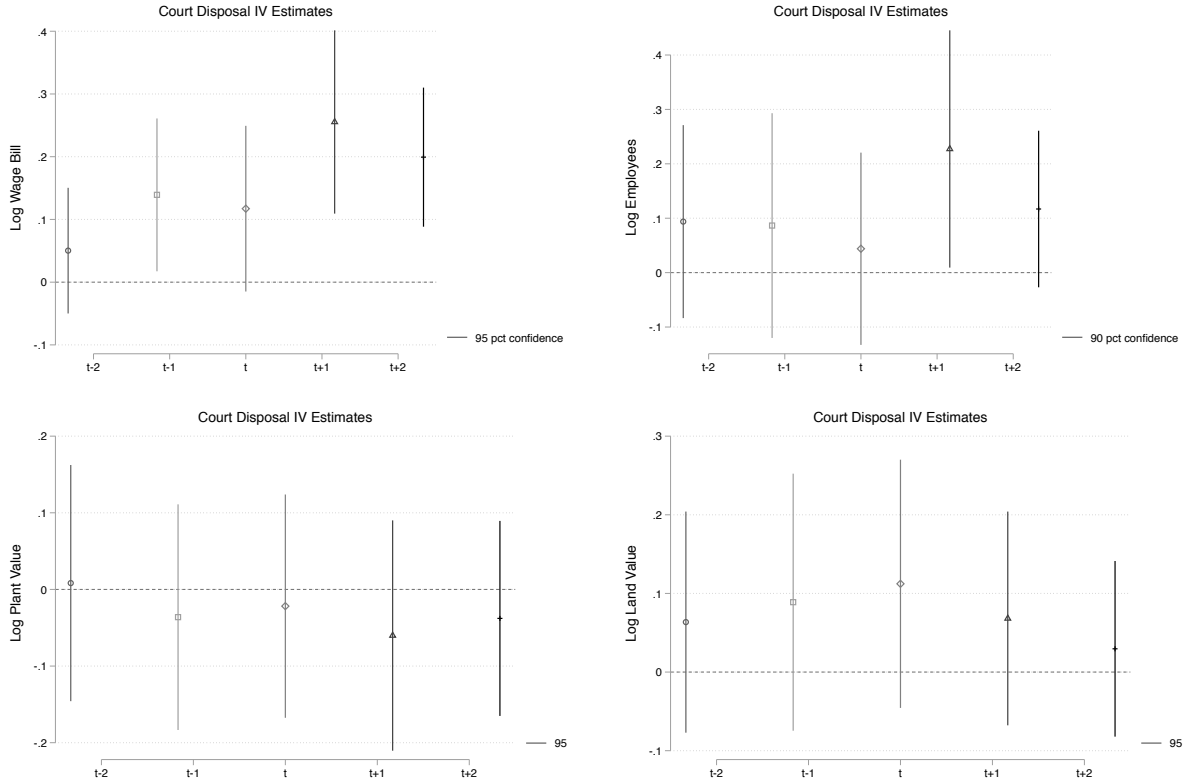 Court Disposal IV Estimates
Log Wage Bill
.4
.3
.2
.1
0
-.1
t-2 t-1 t t+1 t+2
95 pct confidence
Court Disposal IV Estimates
Log Employees
.4
.3
.2
.1
0
-.1
t-2 t-1 t t+1 t+2
90 pct confidence
Court Disposal IV Estimates
Log Plant Value
.2
.1
0
-.1
-.2
t-2 t-1 t t+1 t+2
95
Court Disposal IV Estimates
Log Land Value
.3
.2
.1
0
-.1
t-2 t-1 t t+1 t+2
95